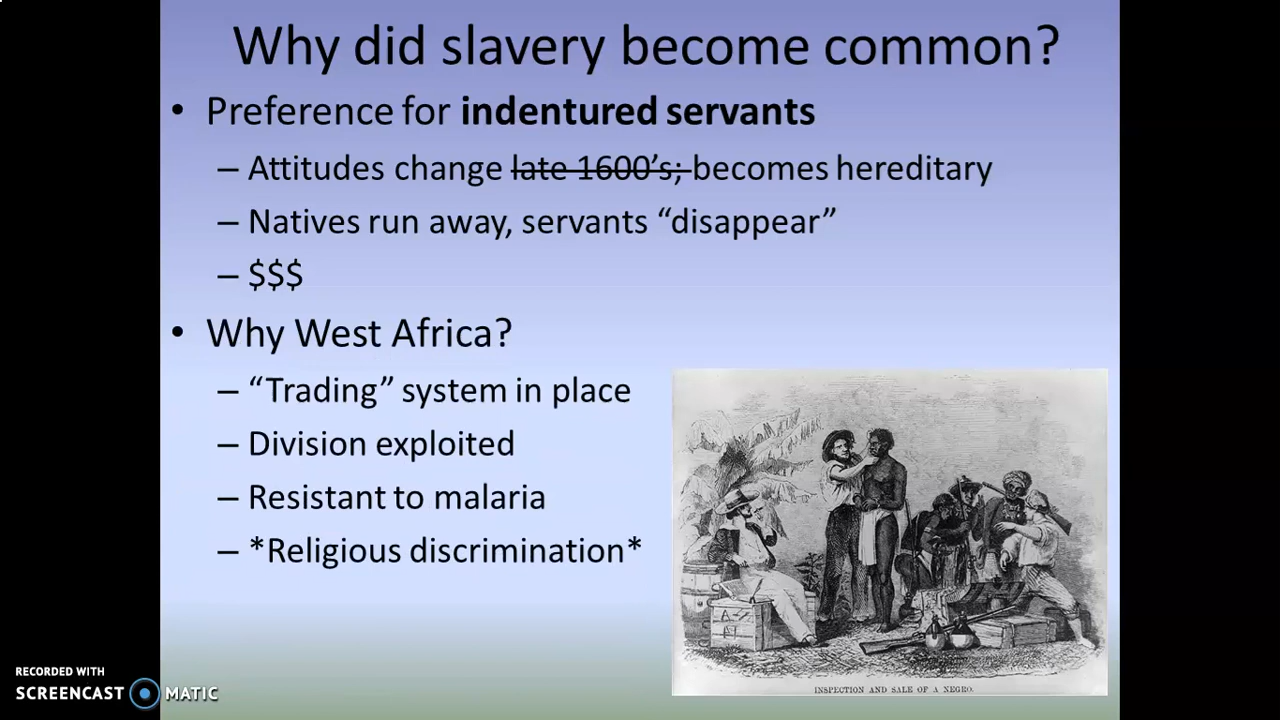 Why did slavery become common?
• Preference for indentured servants
– Attitudes change late 1600's; becomes hereditary
– Natives run away, servants “disappear”
– $$$
• Why West Africa?
– “Trading” system in place
– Division exploited
– Resistant to malaria
– *Religious discrimination*
INSPECTION AND SALE OF A NEGRO.
RECORDED WITH
SCREENCAST MATIC